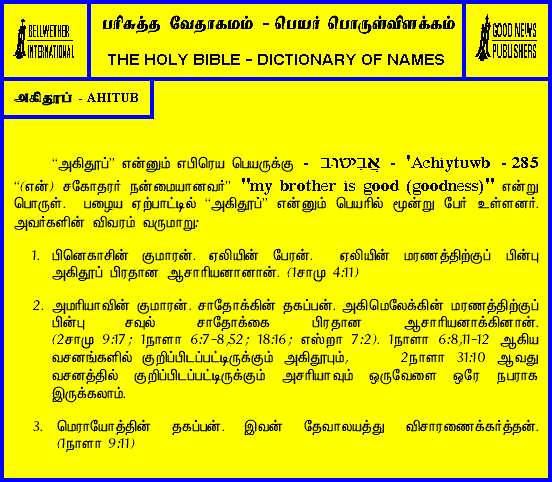 BELLWETHER
INTERNATIONAL
பரிசுத்த வேதாகமம் - பெயர் பொருள்விளக்கம்
THE HOLY BIBLE - DICTIONARY OF NAMES
GOOD NEWS
PUBLISHERS
அகிதூப் - AHITUB
“அகிதூப்” என்னும் எபிரெய பெயருக்கு - אֲבִיטוּב - 'Achiytuwb - 285
“(என்) சகோதரர் நன்மையானவர்” "my brother is good (goodness)" என்று
பொருள். பழைய ஏற்பாட்டில் “அகிதூப்” என்னும் பெயரில் மூன்று பேர் உள்ளனர்.
அவர்களின் விவரம் வருமாறு:
1. பினெகாசின் குமாரன். ஏலியின் பேரன். ஏலியின் மரணத்திற்குப் பின்பு
அகிதூப் பிரதான ஆசாரியனானான். (1சாமு 4:11)
2. அமரியாவின் குமாரன். சாதோக்கின் தகப்பன். அகிமெலேக்கின் மரணத்திற்குப்
பின்பு சவுல் சாதோக்கை பிரதான ஆசாரியனாக்கினான்.
(2சாமு 9:17; 1நாளா 6:7-8,52; 18:16; எஸ்றா 7:2). 1நாளா 6:8,11-12 ஆகிய
வசனங்களில் குறிப்பிடப்பட்டிருக்கும் அகிதூபும், 2நாளா 31:10 ஆவது
வசனத்தில் குறிப்பிடப்பட்டிருக்கும் அசரியாவும் ஒருவேளை ஒரே நபராக
இருக்கலாம்.
3. மெராயோத்தின் தகப்பன். இவன் தேவாலயத்து விசாரணைக்கர்த்தன்.
(1நாளா 9:11)